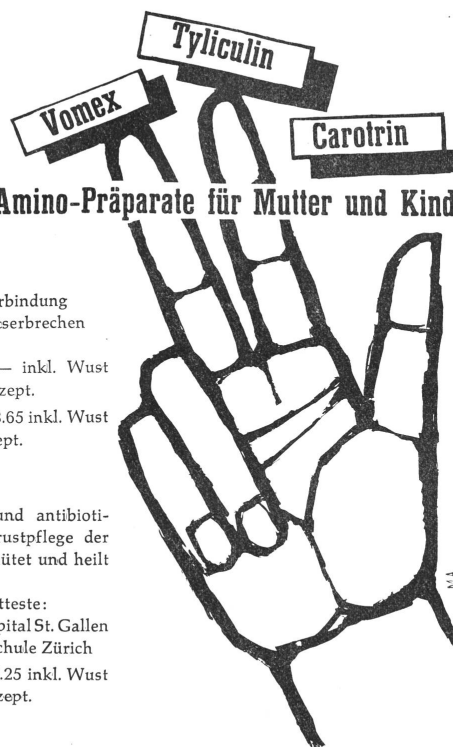 Tyliculin
Vomex
Carotrin
Amino-Präparate für Mutter und Kind
rbindung
serbrechen
— inkl. Wust
zept.
.65 inkl. Wust
ept.
und antibioti-
rustpflege der
ütet und heilt
tteste:
pital St. Gallen
chule Zürich
.25 inkl. Wust
zept.